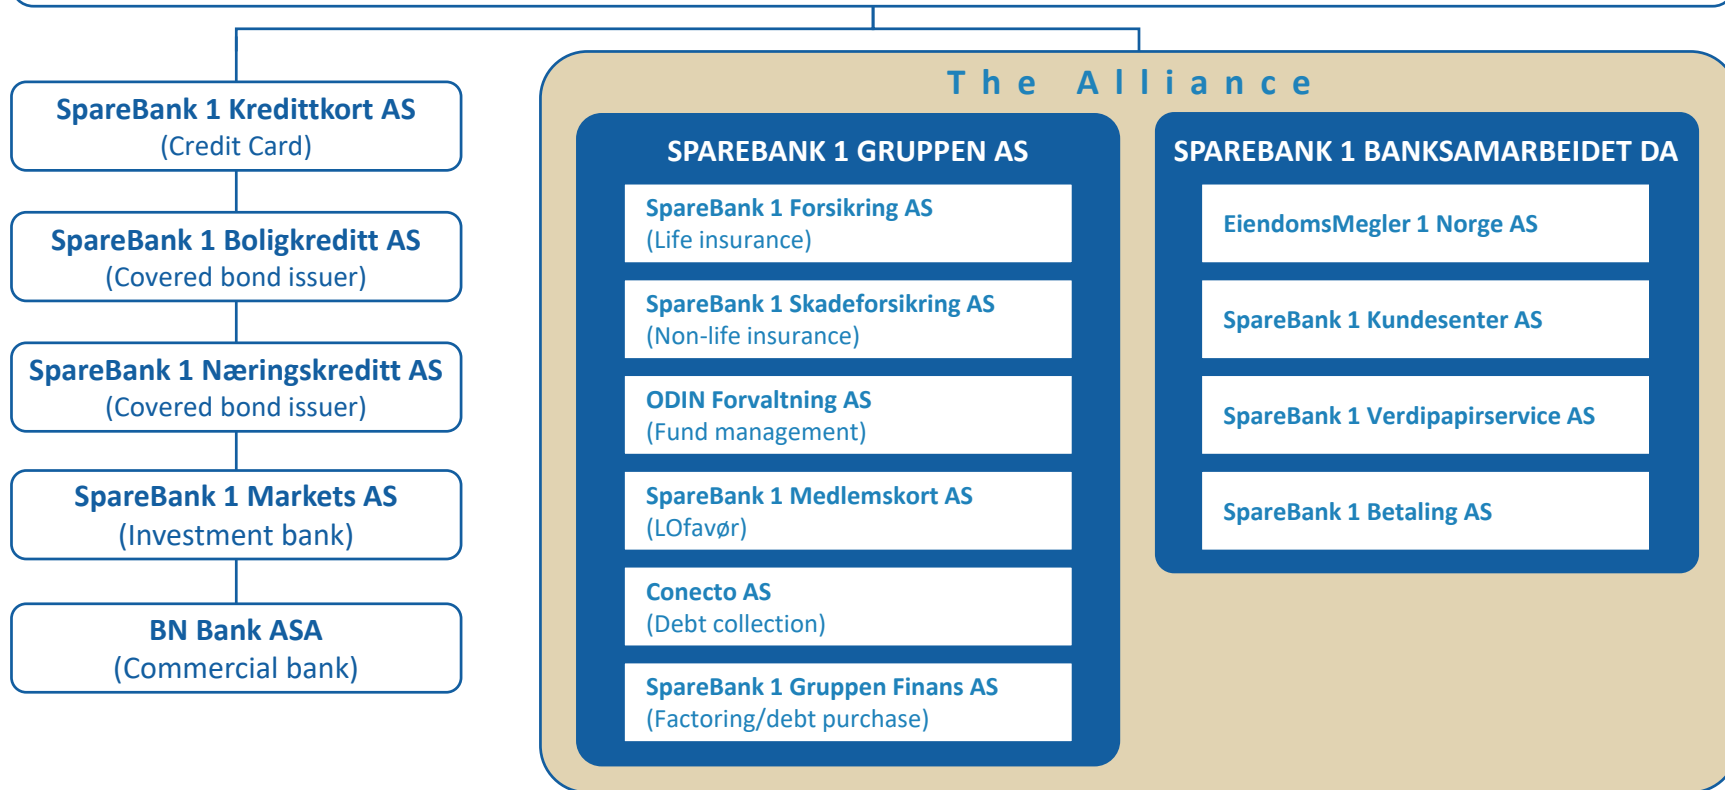 SpareBank 1 Kredittkort AS
(Credit Card)
SpareBank 1 Boligkreditt AS
(Covered bond issuer)
SpareBank 1 Næringskreditt AS
(Covered bond issuer)
SpareBank 1 Markets AS
(Investment bank)
BN Bank ASA
(Commercial bank)
The Alliance
SPAREBANK 1 GRUPPEN AS
SpareBank 1 Forsikring AS
(Life insurance)
SpareBank 1 Skadeforsikring AS
(Non-life insurance)
ODIN Forvaltning AS
(Fund management)
SpareBank 1 Medlemskort AS
(LOfavør)
Conecto AS
(Debt collection)
SpareBank 1 Gruppen Finans AS
(Factoring/debt purchase)
SPAREBANK 1 BANKSAMARBEIDET DA
EiendomsMegler 1 Norge AS
SpareBank 1 Kundesenter AS
SpareBank 1 Verdipapirservice AS
SpareBank 1 Betaling AS